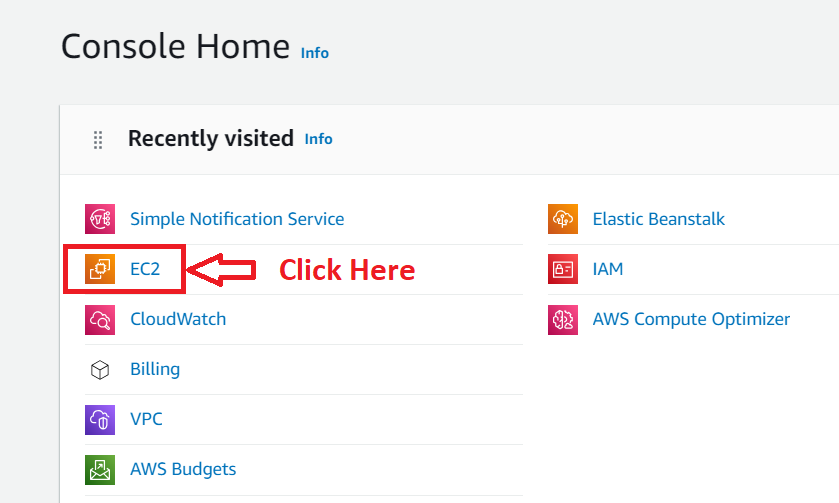 Console Home Info
Recently visited Info
Simple Notification Service
Elastic Beanstalk
EC2
Click Here
IAM
CloudWatch
AWS Compute Optimizer
Billing
VPC
AWS Budgets